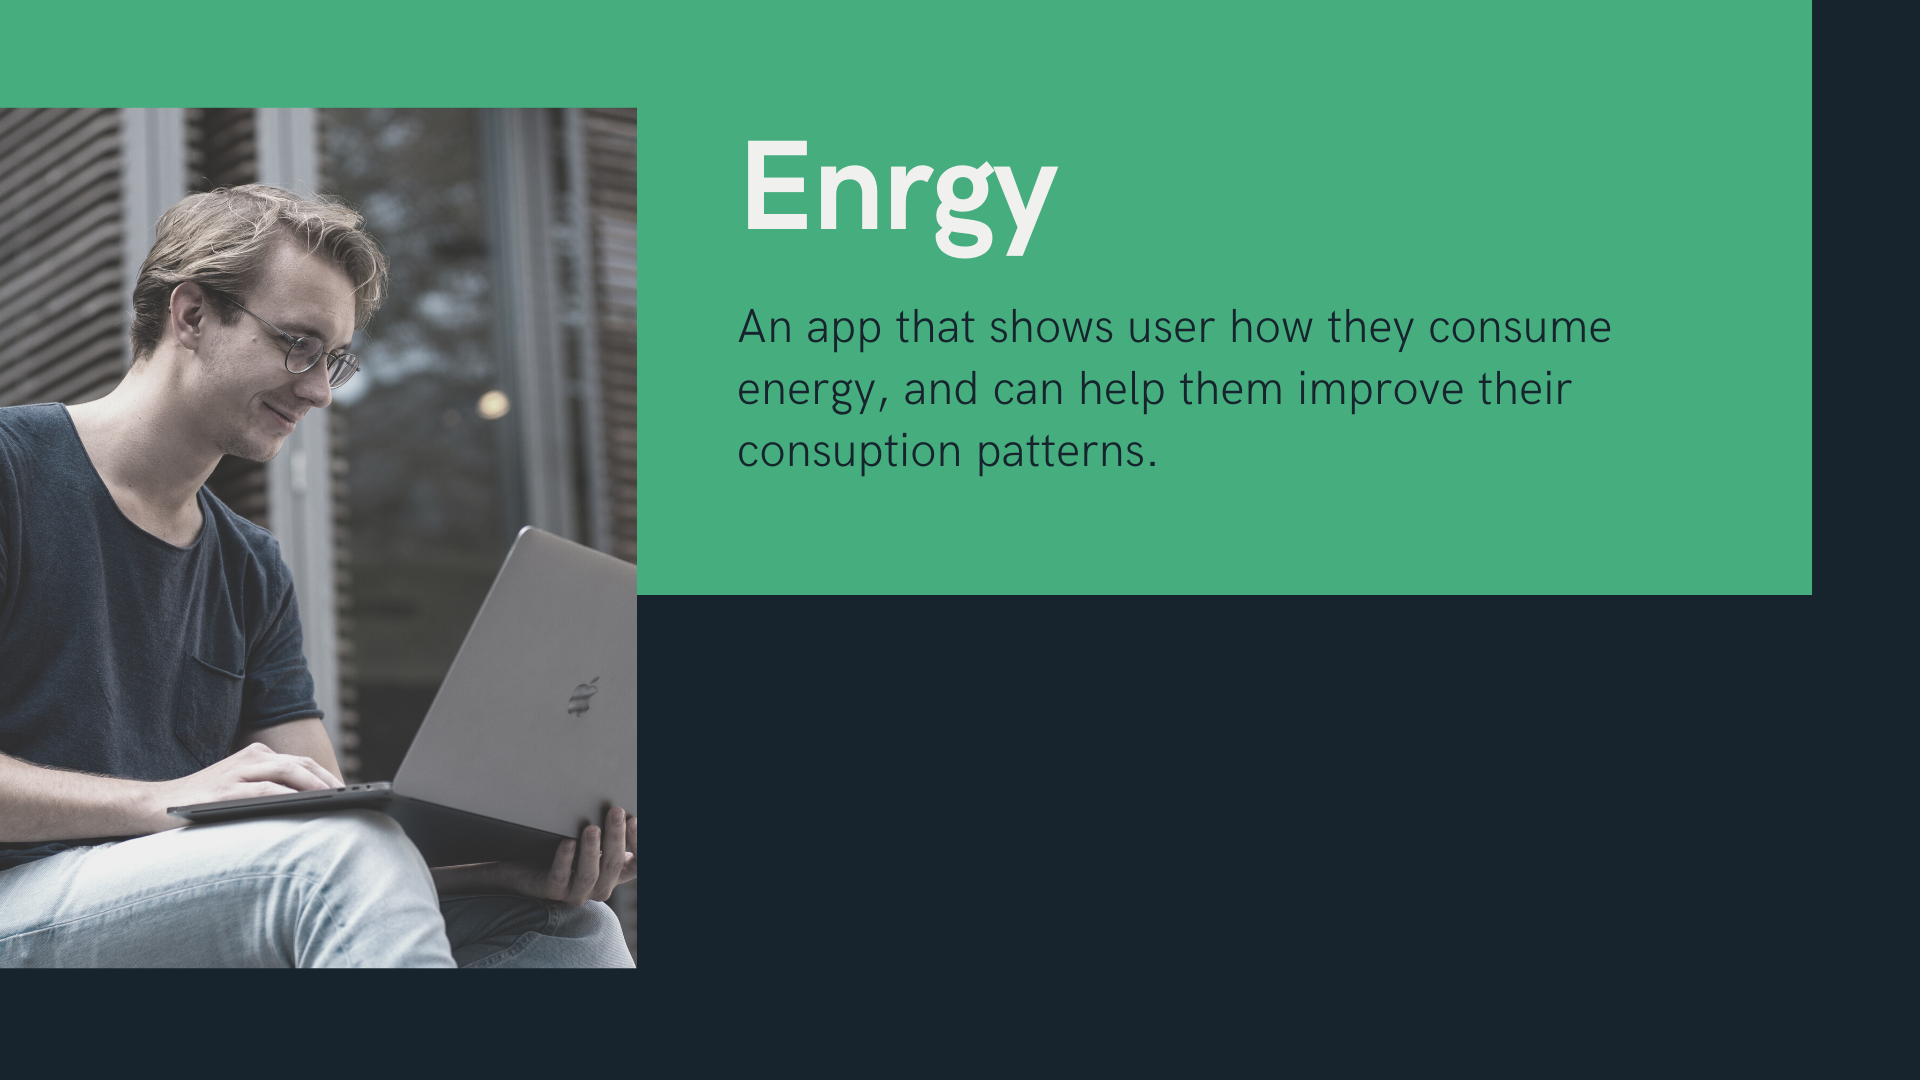 Enrgy
An app that shows user how they consume
energy, and can help them improve their
consuption patterns.